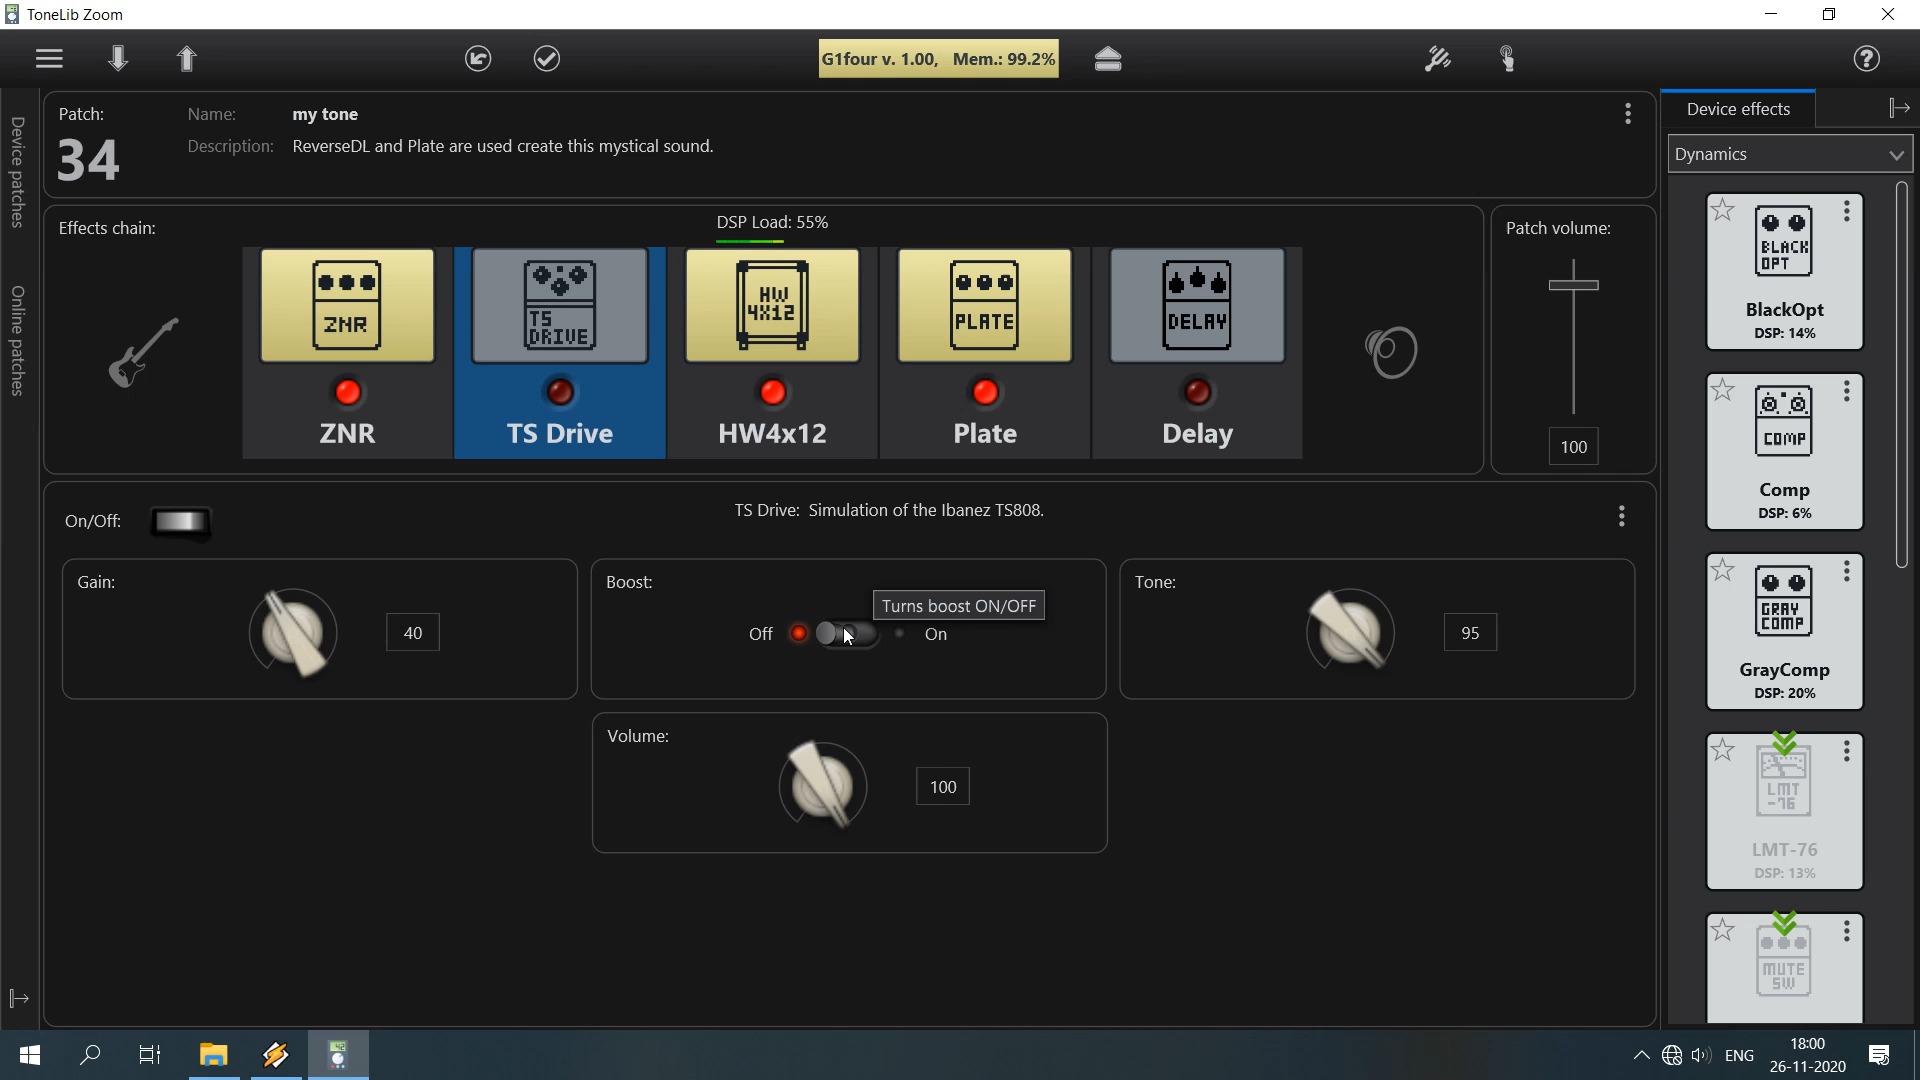 ToneLib Zoom
G1four v. 1.00, Mem.: 99.2%
Device patches
Online patches
Patch:
34
Name: my tone
Description: ReverseDL and Plate are used create this mystical sound.
Effects chain:
DSP Load: 55%
ZNR
TS DRIVE
HW 4X12
PLATE
DELAY
ZNR
TS Drive
HW4x12
Plate
Delay
Patch volume:
100
On/Off:
TS Drive: Simulation of the Ibanez TS808.
Gain:
40
Boost:
Turns boost ON/OFF
Off
On
Tone:
95
Volume:
100
Device effects
Dynamics
BLACK OPT
BlackOpt
DSP: 14%
COMP
Comp
DSP: 6%
GRAY COMP
GrayComp
DSP: 20%
LMT -76
LMT-76
DSP: 13%
MUTE SW
ENG
18:00
26-11-2020